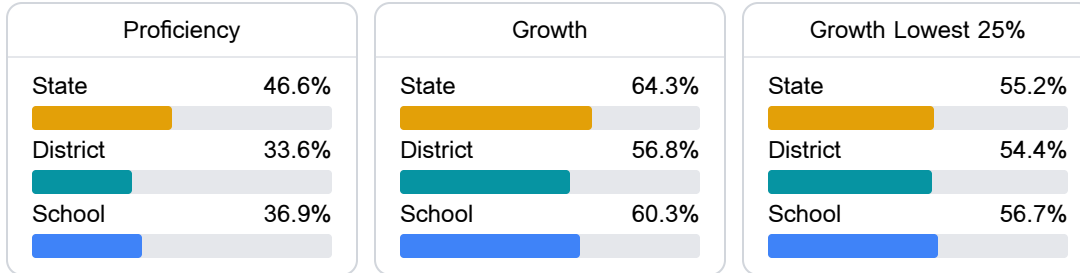 Proficiency
State 46.6%
District 33.6%
School 36.9%
Growth
State 64.3%
District 56.8%
School 60.3%
Growth Lowest 25%
State 55.2%
District 54.4%
School 56.7%